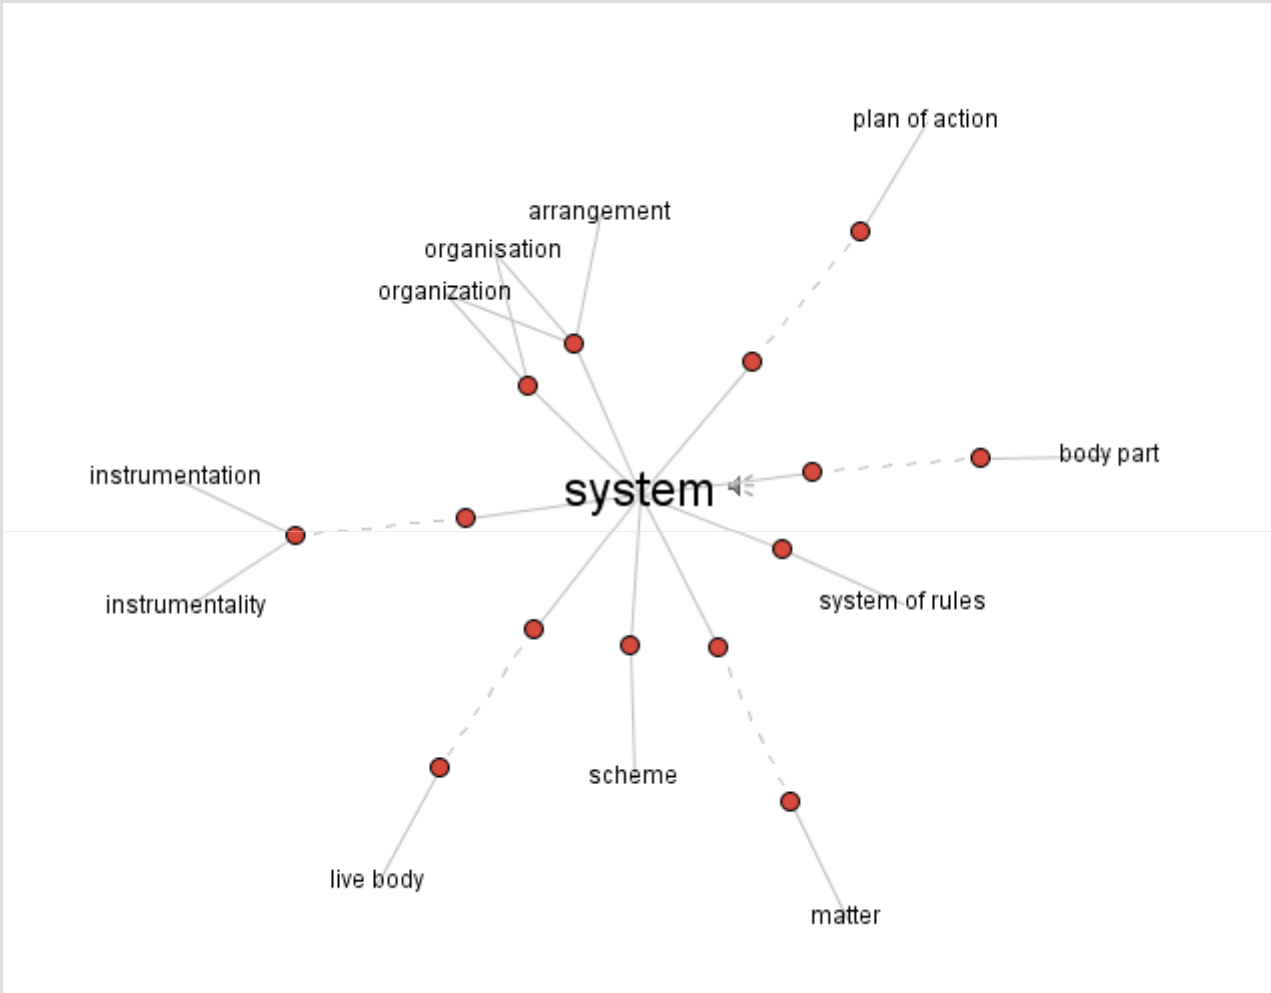 plan of action
arrangement
organisation
organization
body part
instrumentation
system
instrumentality
system of rules
scheme
live body
matter